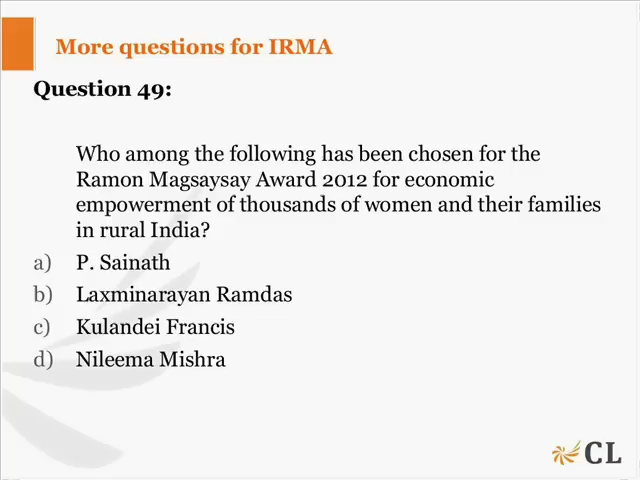 More questions for IRMA
Question 49:
Who among the following has been chosen for the
Ramon Magsaysay Award 2012 for economic
empowerment of thousands of women and their families
in rural India?
a) P. Sainath
b) Laxminarayan Ramdas
c) Kulandei Francis
d) Nileema Mishra
CL